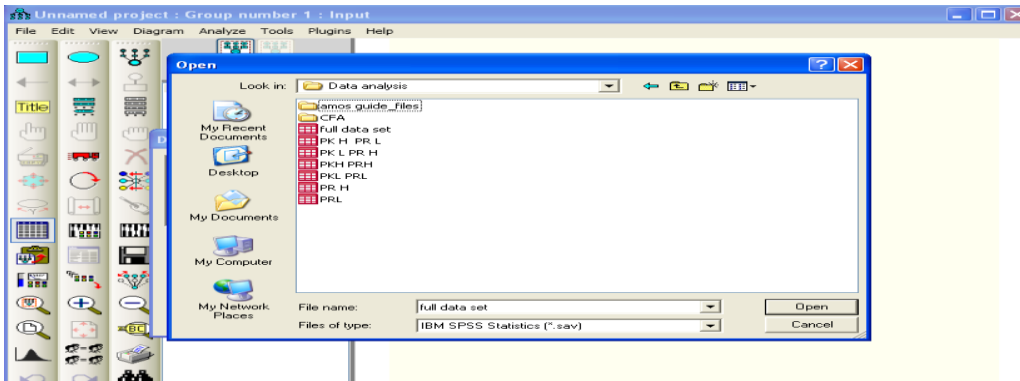 Unnamed project : Group number 1 : Input
File Edit View Diagram Analyze Tools Plugins Help
Open
Look in: Data analysis
Title
My Recent Documents
Desktop
My Documents
My Computer
My Network Places
amos guide_files
CFA
full data set
PK H PR L
PK L PR H
PKH PRH
PKL PRL
PR H
PRL
File name: full data set Open
Files of type: IBM SPSS Statistics (*.sav) Cancel